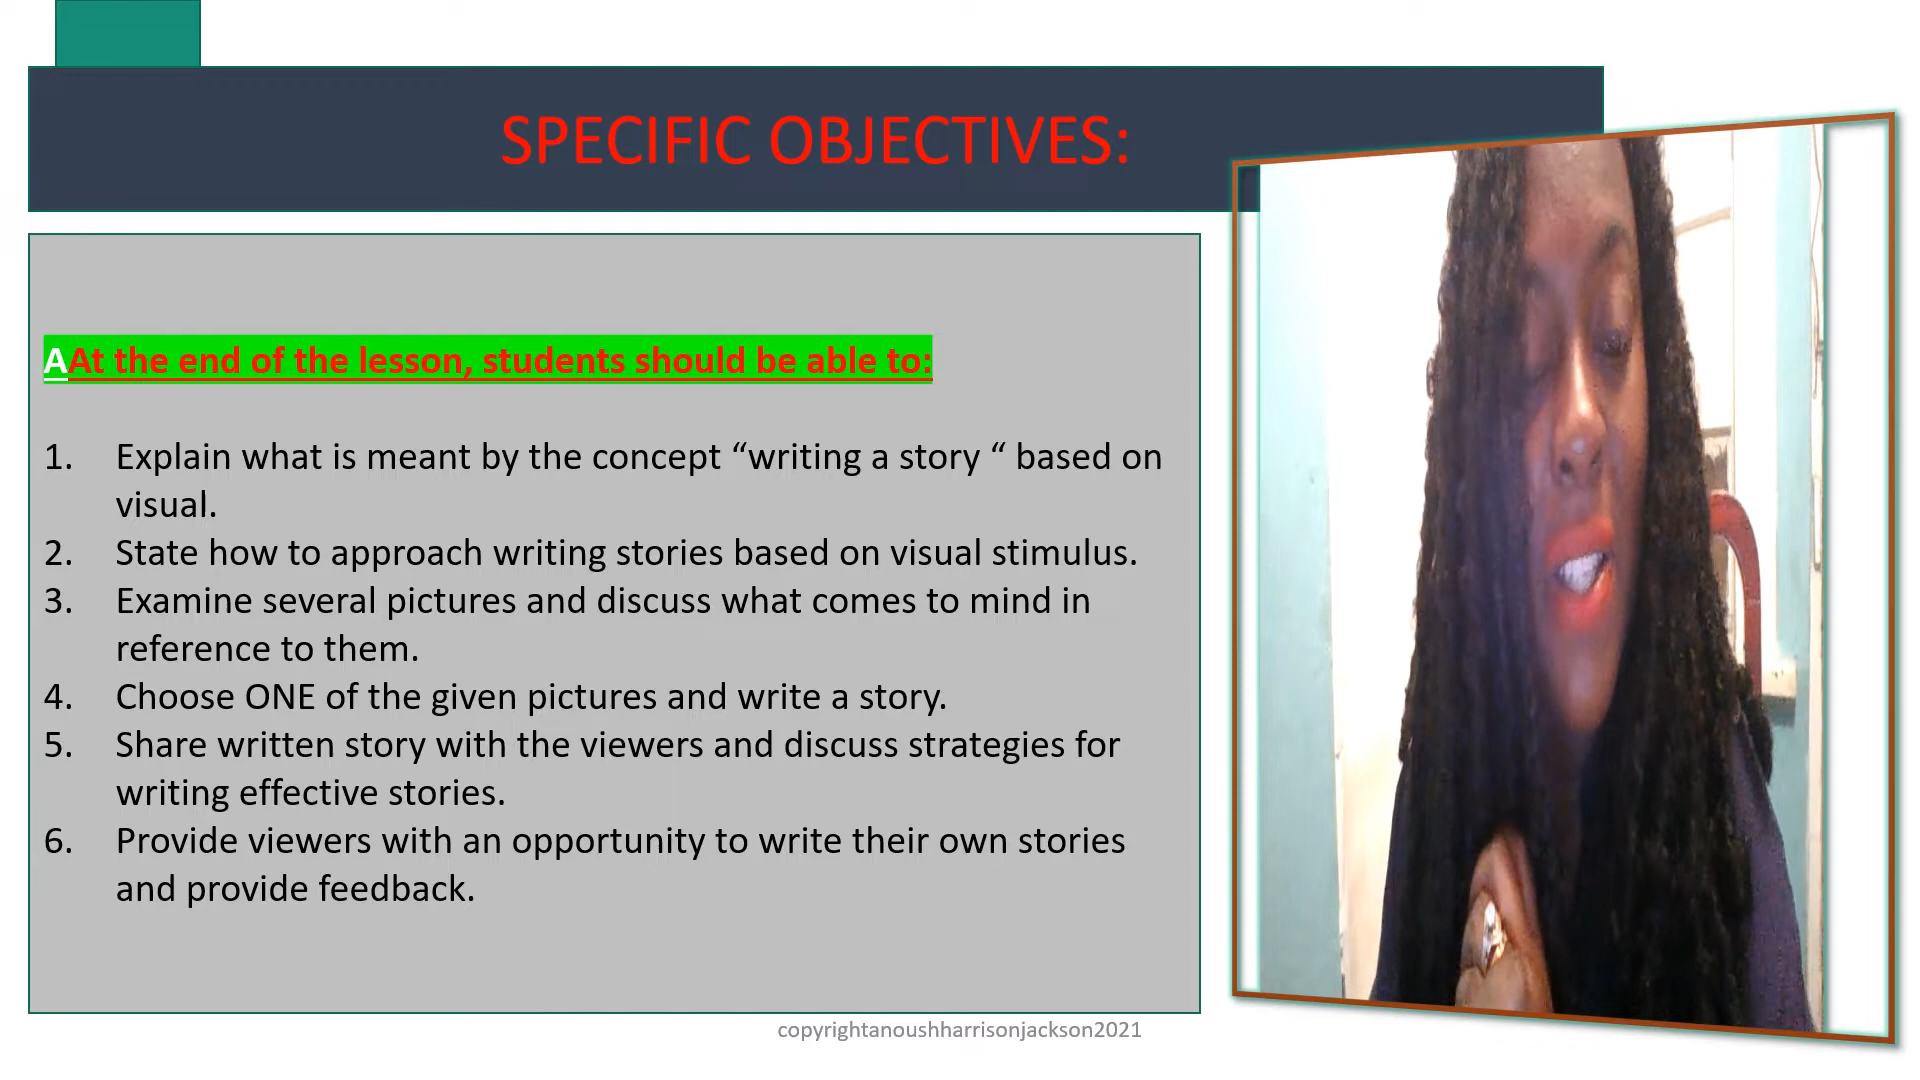 SPECIFIC OBJECTIVES:
AAt the end of the lesson, students should be able to:
1. Explain what is meant by the concept “writing a story “ based on
visual.
2. State how to approach writing stories based on visual stimulus.
3. Examine several pictures and discuss what comes to mind in
reference to them.
4. Choose ONE of the given pictures and write a story.
5. Share written story with the viewers and discuss strategies for
writing effective stories.
6. Provide viewers with an opportunity to write their own stories
and provide feedback.
copyrightanoushharrisonjackson2021